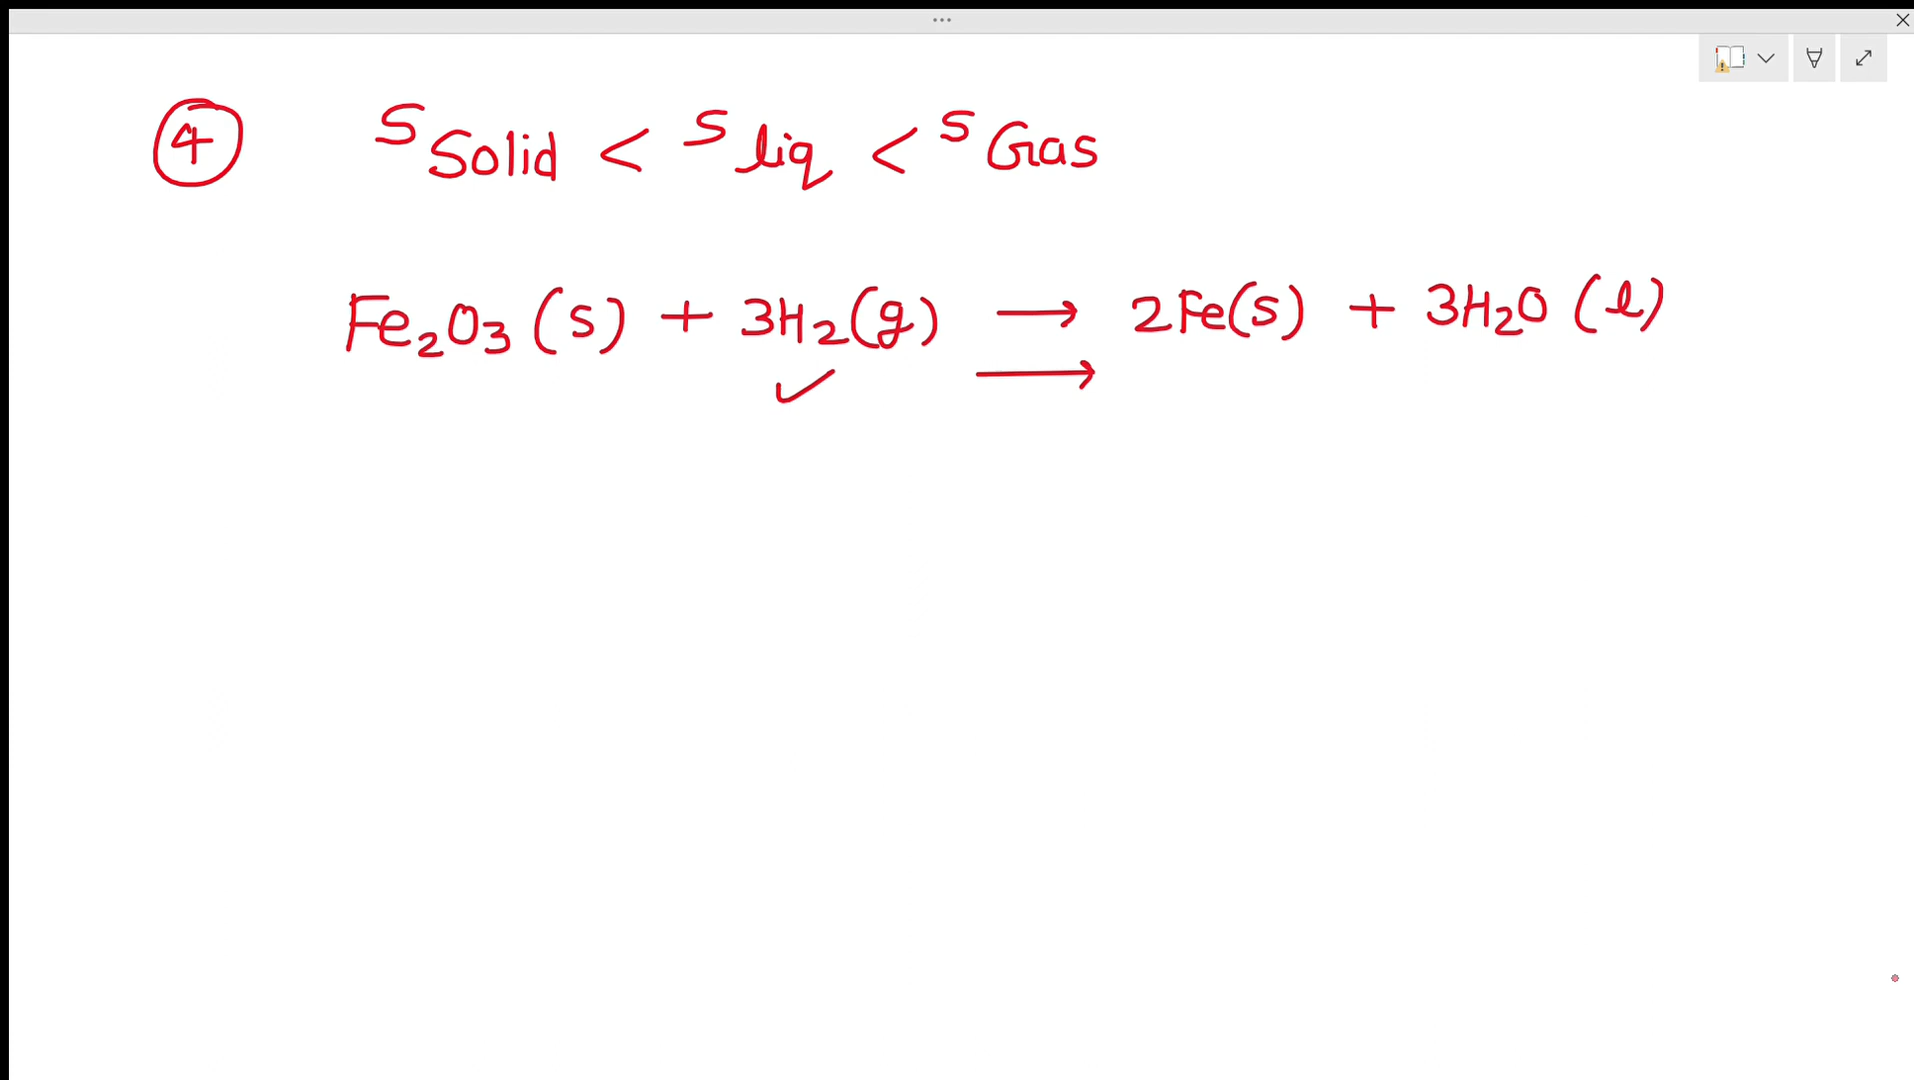 ④ S Solid < S liq < S Gas
Fe₂O₃(s) + 3H₂(g) → 2Fe(s) + 3H₂O(l)
✓ →